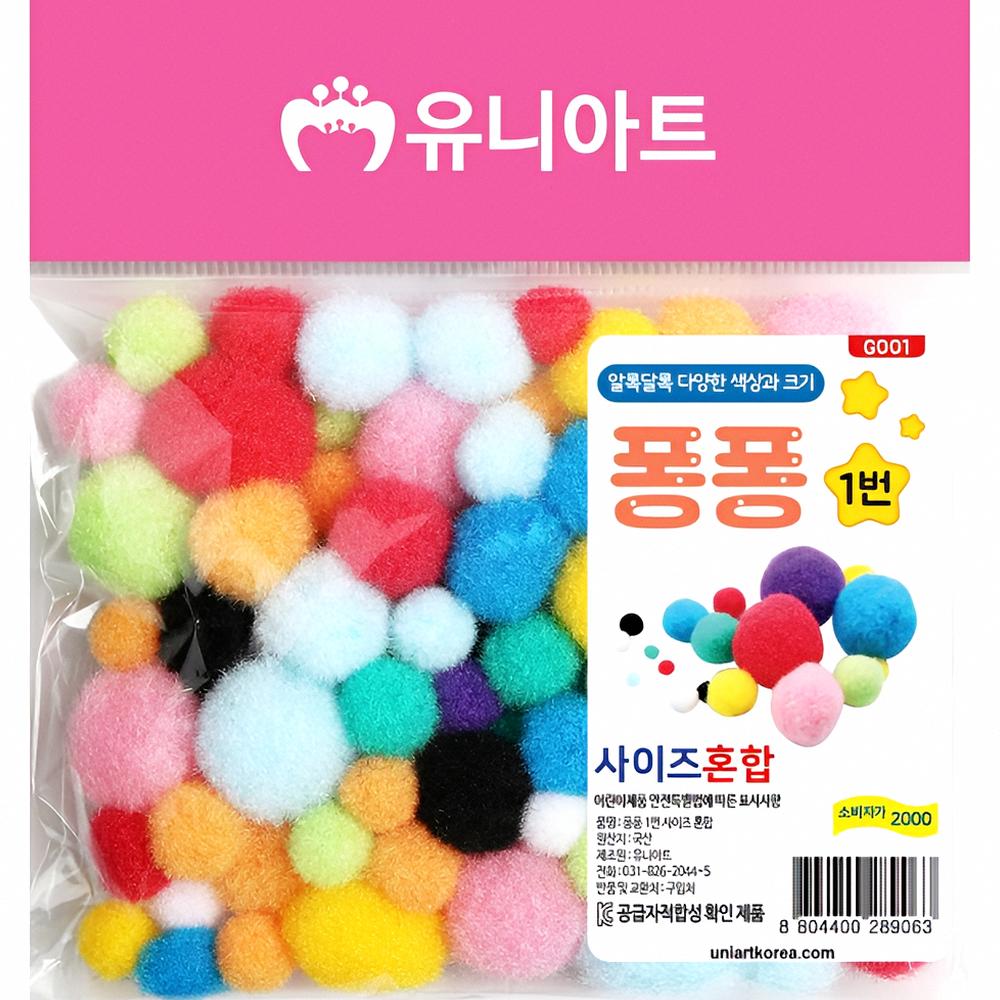 유니아트
G001
알록달록 다양한 색상과 크기
퐁퐁
1번
사이즈혼합
어린이제품 안전특별법에 따른 표시사항
품명 : 퐁퐁 1번 사이즈 혼합
원산지 : 국산
제조원 : 유니아트
전화 : 031-826-2044~5
반품 및 교환처 : 구입처
소비자가 2000
공급자적합성 확인 제품
8 804400 289063
uniartkorea.com